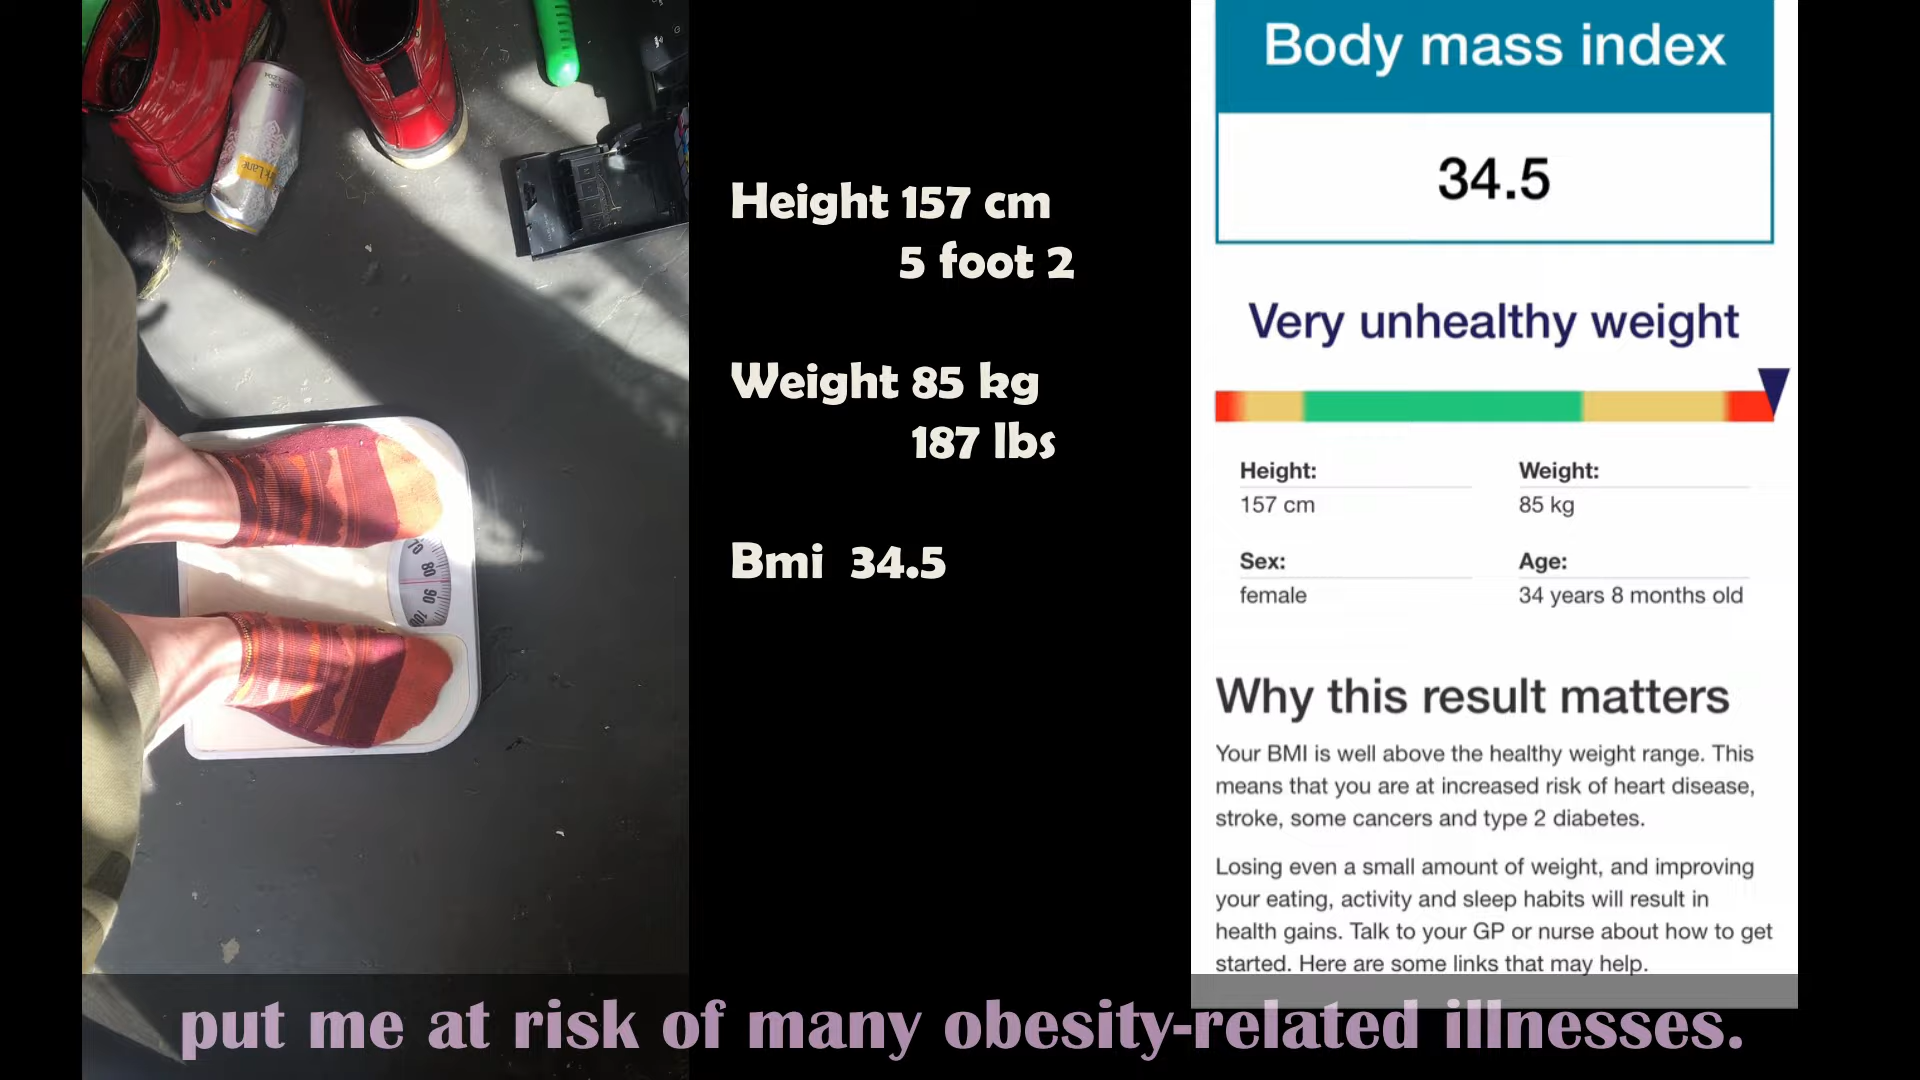 Height 157 cm
5 foot 2
Weight 85 kg
187 lbs
Bmi 34.5
Body mass index
34.5
Very unhealthy weight
Height:
157 cm
Weight:
85 kg
Sex:
female
Age:
34 years 8 months old
Why this result matters
Your BMI is well above the healthy weight range. This
means that you are at increased risk of heart disease,
stroke, some cancers and type 2 diabetes.
Losing even a small amount of weight, and improving
your eating, activity and sleep habits will result in
health gains. Talk to your GP or nurse about how to get
started. Here are some links that may help.
80
90
100
put me at risk of many obesity-related illnesses.